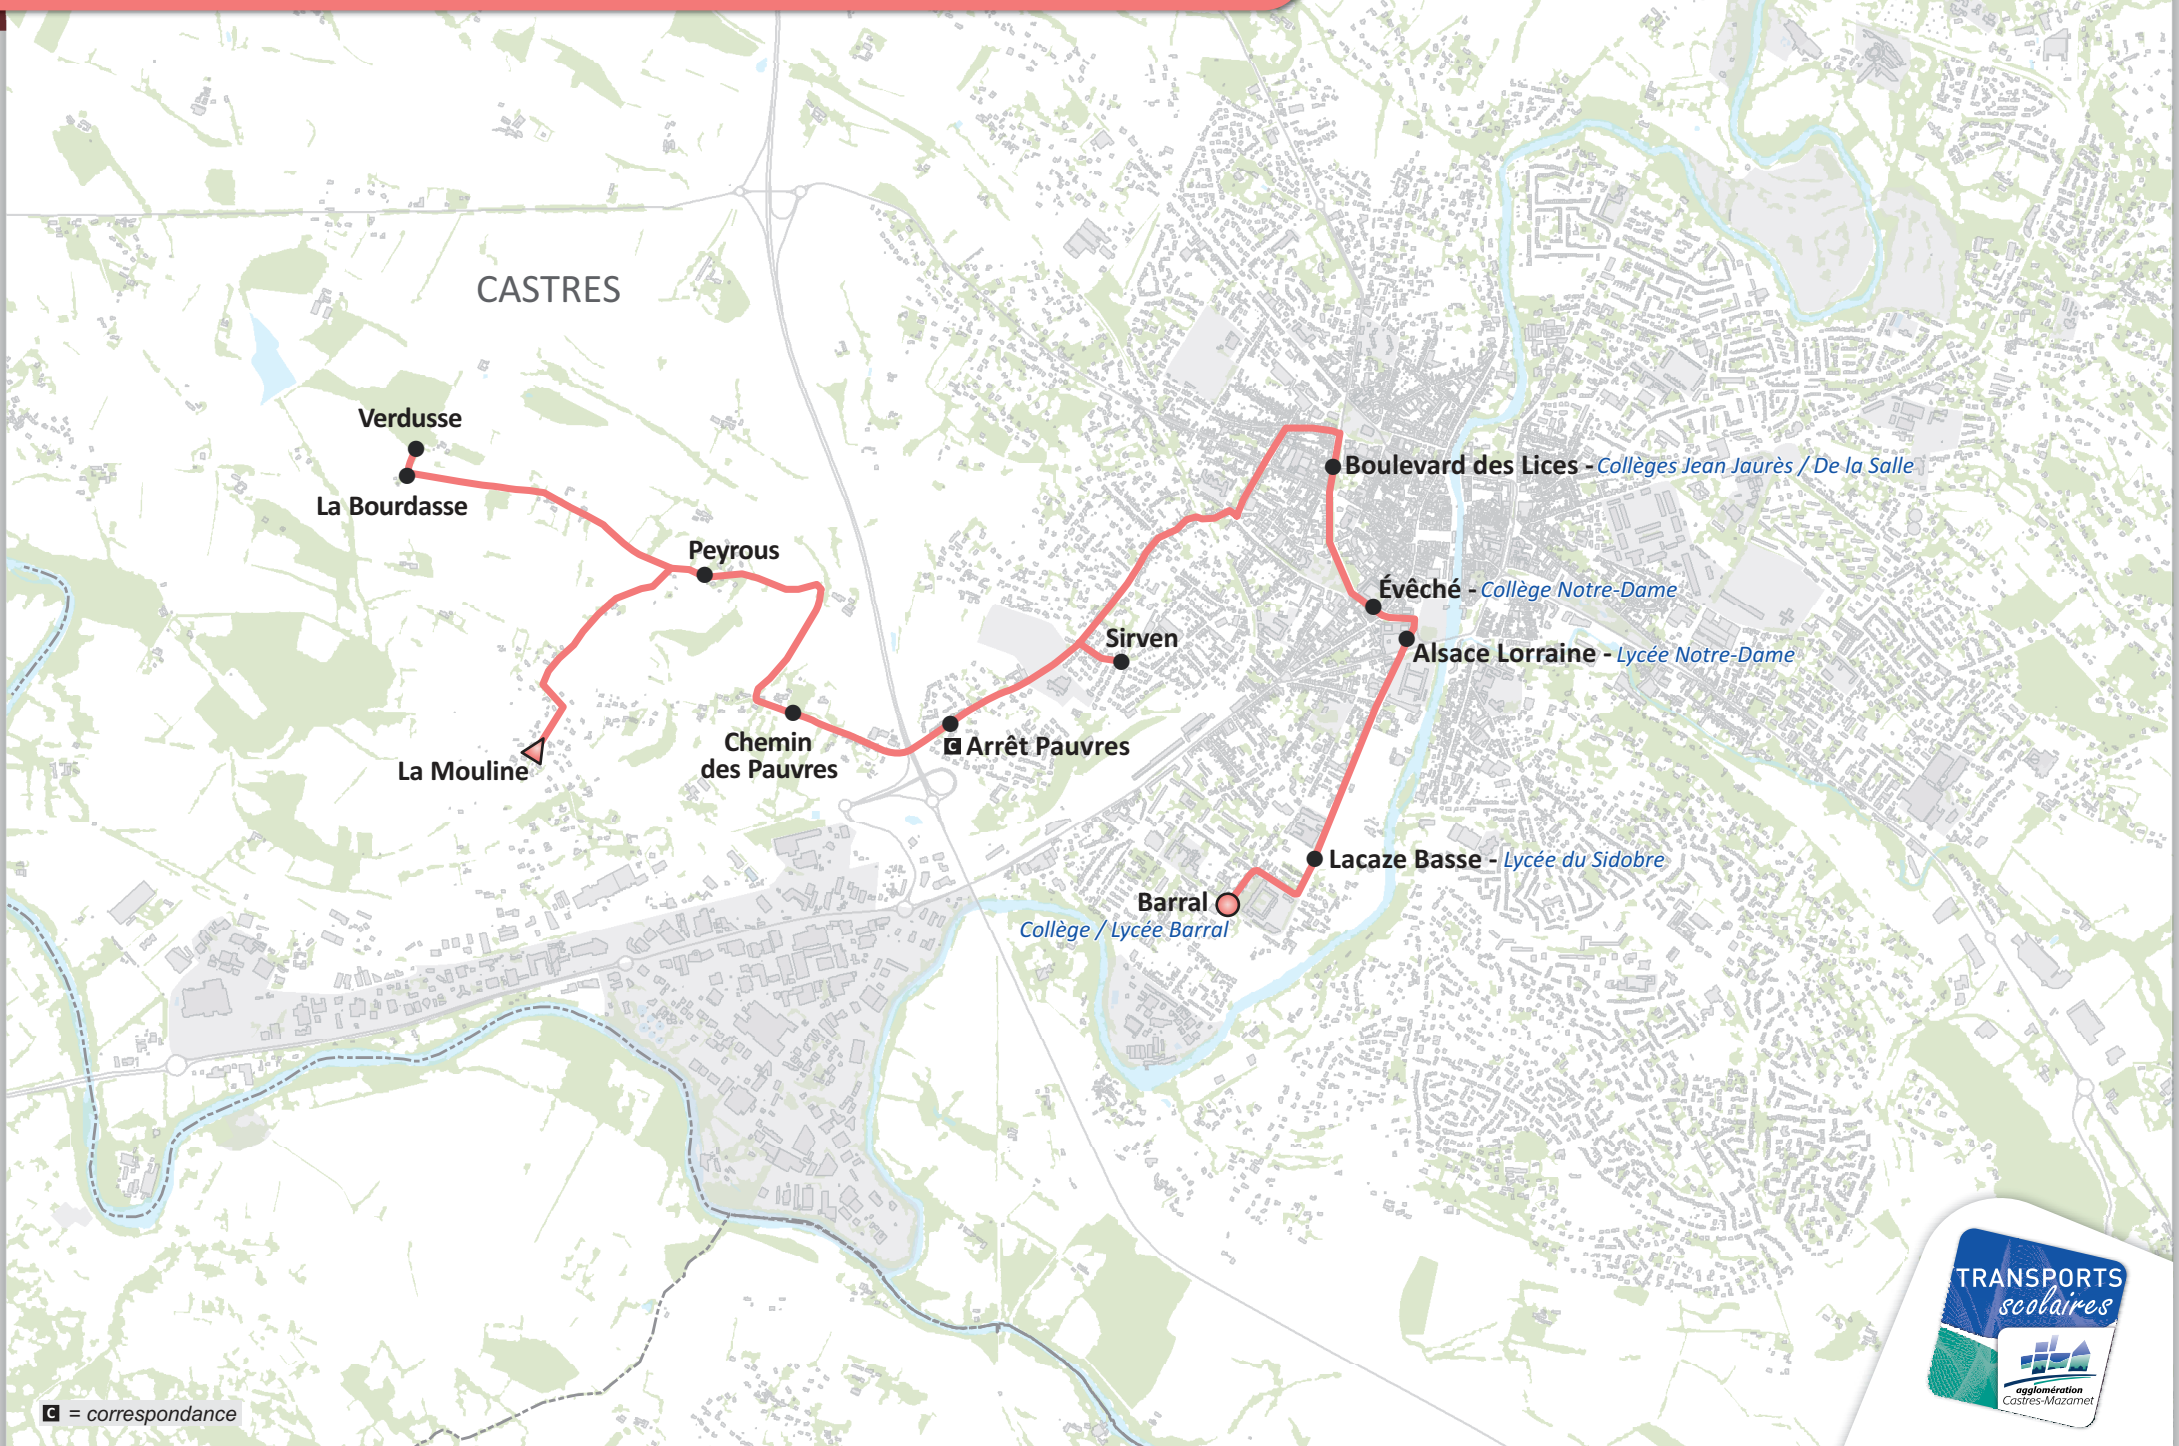 CASTRES
Verdusse
La Bourdasse
Boulevard des Lices - Collèges Jean Jaurès / De la Salle
Peyrous
Évêché - Collège Notre-Dame
Sirven
Alsace Lorraine - Lycée Notre-Dame
Chemin
des Pauvres
C Arrêt Pauvres
La Mouline
Lacaze Basse - Lycée du Sidobre
Barral
Collège / Lycée Barral
TRANSPORTS
scolaires
agglomération
Castres-Mazamet
C = correspondance